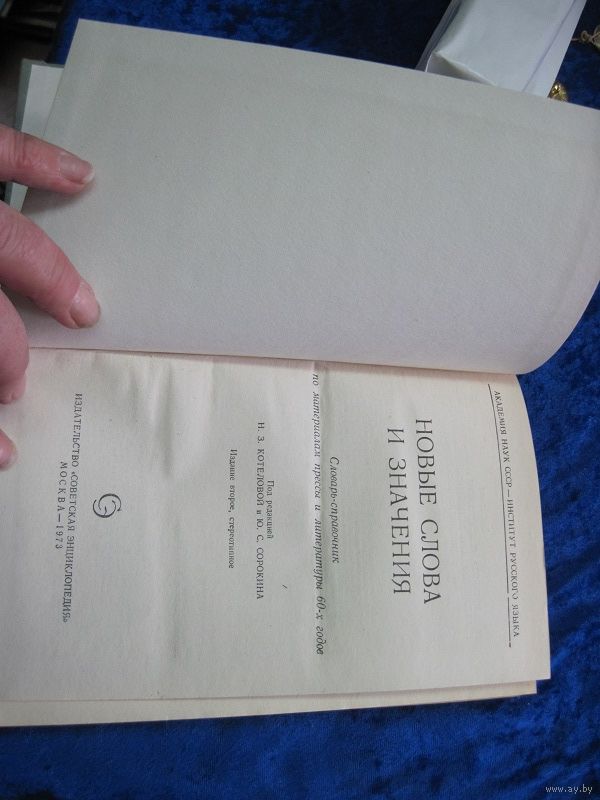 АКАДЕМИЯ НАУК СССР — ИНСТИТУТ РУССКОГО ЯЗЫКА
НОВЫЕ СЛОВА
И ЗНАЧЕНИЯ
Словарь-справочник
по материалам прессы и литературы 60-х годов
Под редакцией
Н. З. КОТЕЛОВОЙ и Ю. С. СОРОКИНА
Издание второе, стереотипное
ИЗДАТЕЛЬСТВО «СОВЕТСКАЯ ЭНЦИКЛОПЕДИЯ»
МОСКВА — 1973
www.ay.by